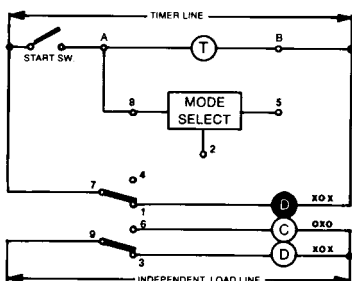 TIMER LINE
A
B
T
START SW.
8
MODE
SELECT
5
2
4
7
1
D
XOX
6
C
OXO
9
3
D
XOX
INDEPENDENT LOAD LINE